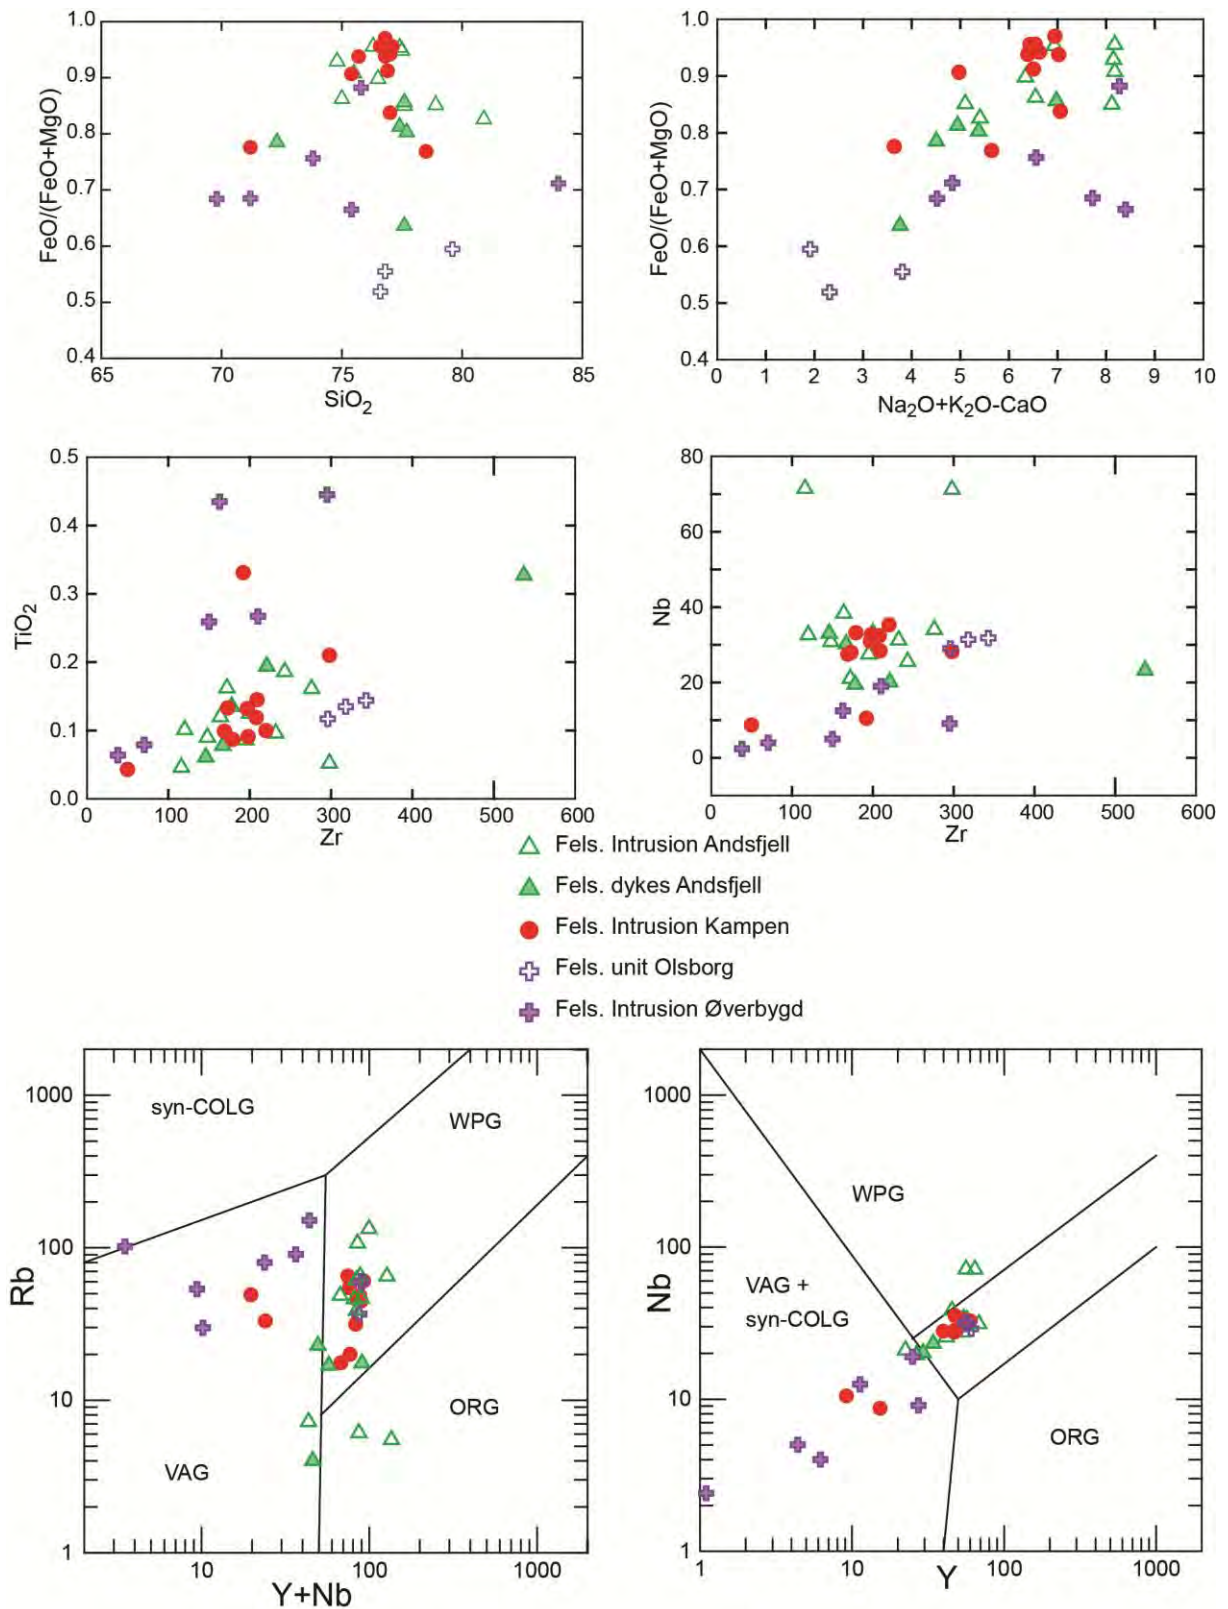 1.0
0.9
0.8
0.7
0.6
0.5
0.4
FeO/(FeO+MgO)
65 70 75 80 85
SiO2
1.0
0.9
0.8
0.7
0.6
0.5
0.4
FeO/(FeO+MgO)
0 1 2 3 4 5 6 7 8 9 10
Na2O+K2O-CaO
0.5
0.4
0.3
0.2
0.1
0.0
TiO2
0 100 200 300 400 500 600
Zr
80
60
40
20
0
Nb
0 100 200 300 400 500 600
Zr
Fels. Intrusion Andsfjell
Fels. dykes Andsfjell
Fels. Intrusion Kampen
Fels. unit Olsborg
Fels. Intrusion Øverbygd
1000
100
10
1
Rb
syn-COLG
WPG
ORG
VAG
10 100 1000
Y+Nb
1000
100
10
1
Nb
WPG
VAG +
syn-COLG
ORG
1 10 100 1000
Y